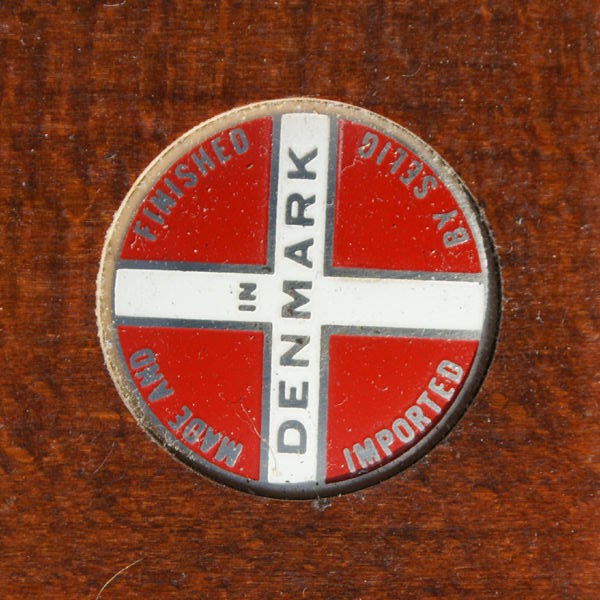 MADE AND
FINISHED
IN
DENMARK
IMPORTED
BY SELIG